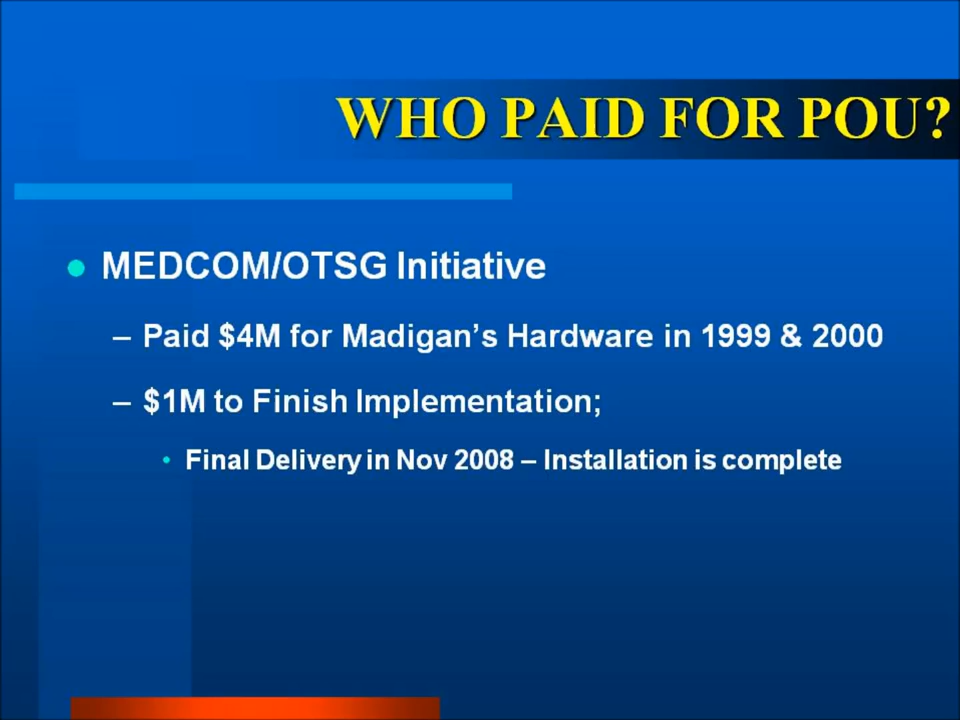 WHO PAID FOR POU?
● MEDCOM/OTSG Initiative
– Paid $4M for Madigan’s Hardware in 1999 & 2000
– $1M to Finish Implementation;
• Final Delivery in Nov 2008 – Installation is complete